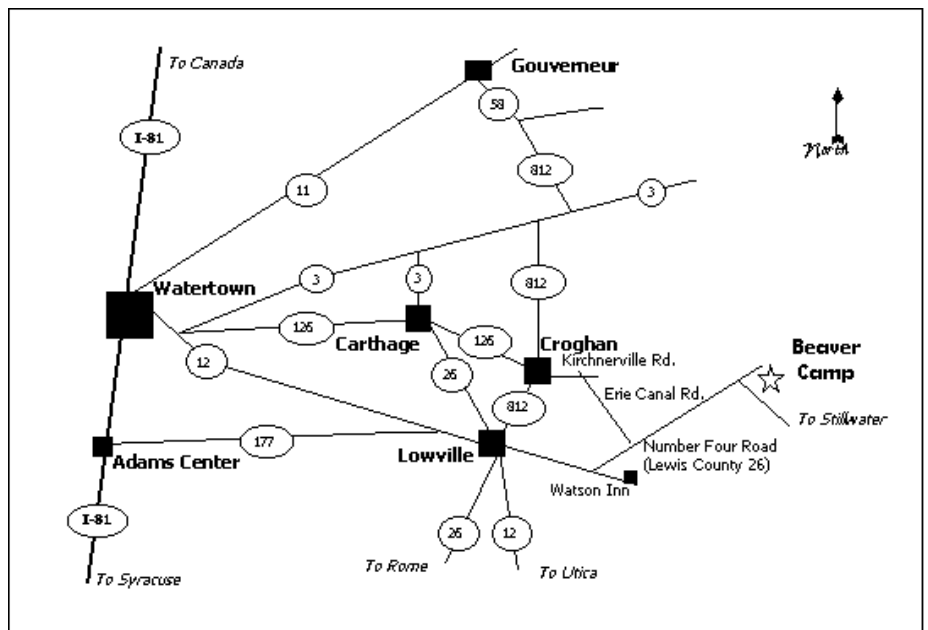 To Canada
Gouverneur
58
I-81
North
812
11
3
Watertown
3
3
812
126
Carthage
126
Croghan
Kirchnerville Rd.
Beaver
Camp
12
26
Erie Canal Rd.
812
To Stillwater
177
Adams Center
Lowville
Number Four Road
(Lewis County 26)
Watson Inn
I-81
26
12
To Rome
To Utica
To Syracuse